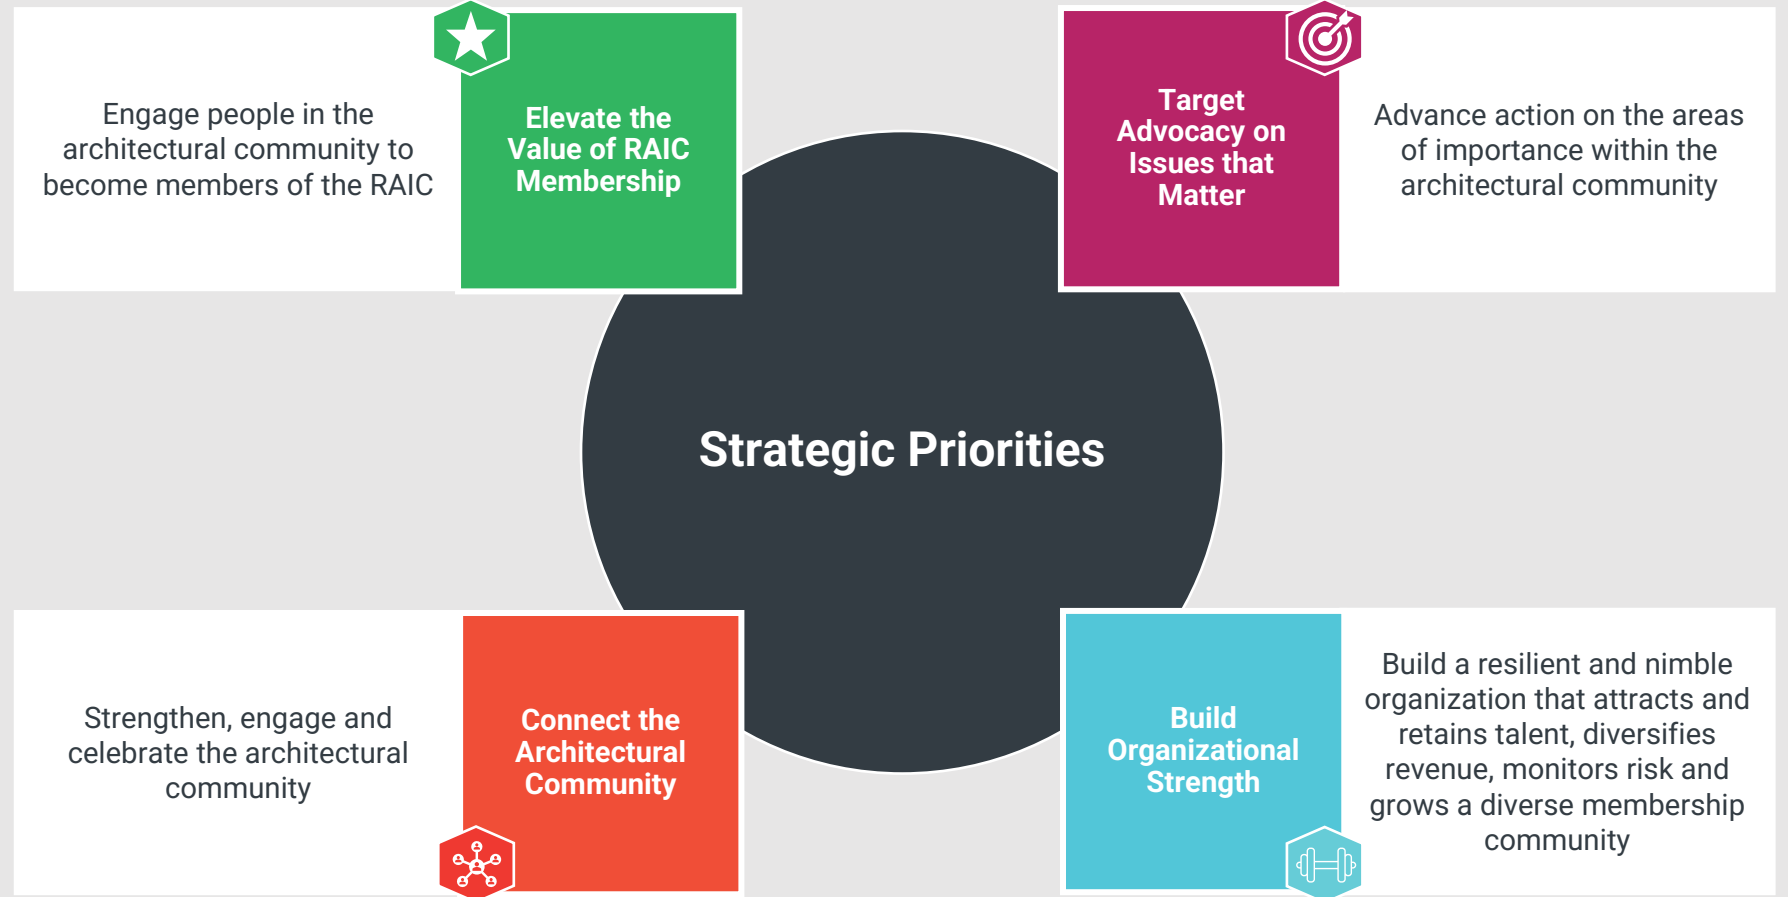 Engage people in the
architectural community to
become members of the RAIC
Elevate the
Value of RAIC
Membership
Target
Advocacy on
Issues that
Matter
Advance action on the areas
of importance within the
architectural community
Strategic Priorities
Strengthen, engage and
celebrate the architectural
community
Connect the
Architectural
Community
Build
Organizational
Strength
Build a resilient and nimble
organization that attracts and
retains talent, diversifies
revenue, monitors risk and
grows a diverse membership
community